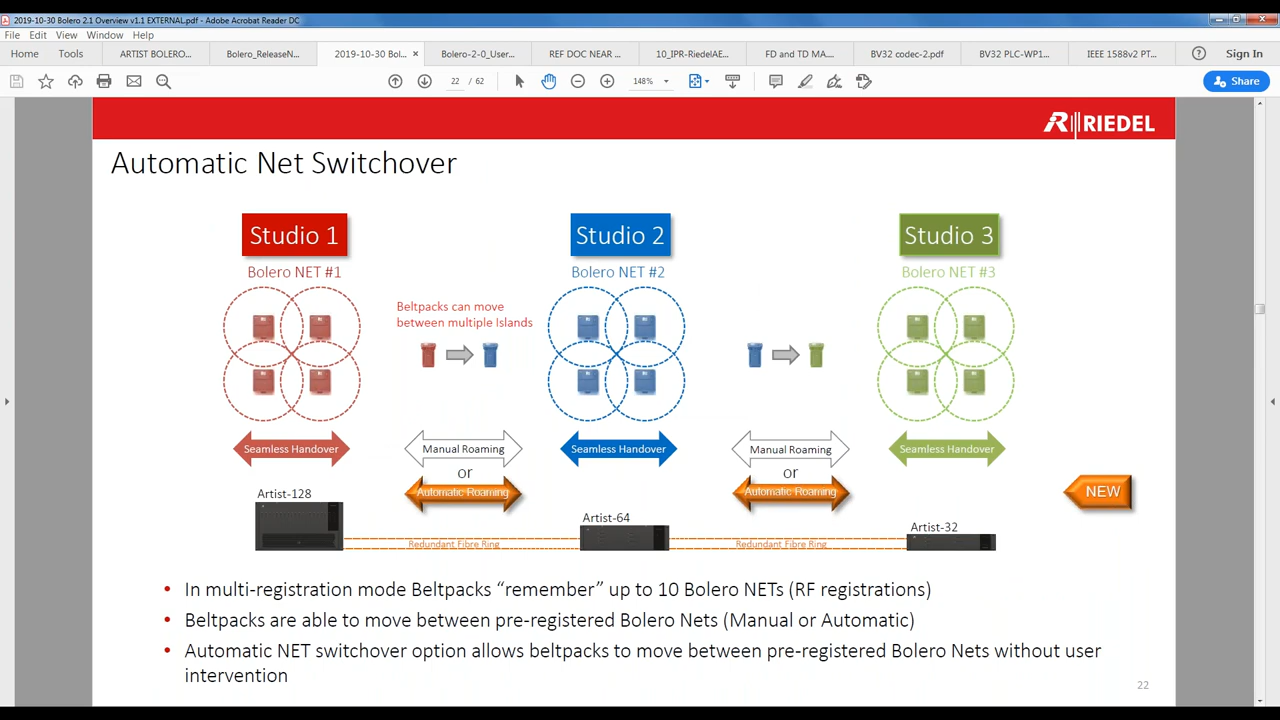 2019-10-30 Bolero 2.1 Overview v1.1 EXTERNAL.pdf - Adobe Acrobat Reader DC
File Edit View Window Help
Home Tools ARTIST BOLERO... Bolero_ReleaseN... 2019-10-30 Bol... × Bolero-2-0_User... REF DOC NEAR ... 10_IPR-RiedelAE... FD and TD MA... BV32 codec-2.pdf BV32 PLC-WP1... IEEE 1588v2 PT... Sign In
22 / 62 148% Share
RIEDEL
Automatic Net Switchover
Studio 1 Studio 2 Studio 3
Bolero NET #1 Bolero NET #2 Bolero NET #3
Beltpacks can move
between multiple Islands
Seamless Handover Manual Roaming Seamless Handover Manual Roaming Seamless Handover
or or
Automatic Roaming Automatic Roaming NEW
Artist-128 Artist-64 Artist-32
Redundant Fibre Ring Redundant Fibre Ring
• In multi-registration mode Beltpacks “remember” up to 10 Bolero NETs (RF registrations)
• Beltpacks are able to move between pre-registered Bolero Nets (Manual or Automatic)
• Automatic NET switchover option allows beltpacks to move between pre-registered Bolero Nets without user
intervention
22